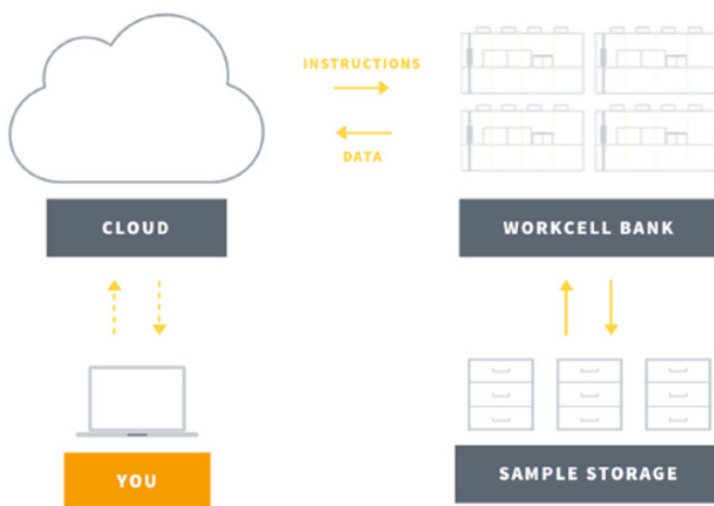 INSTRUCTIONS
DATA
CLOUD
WORKCELL BANK
YOU
SAMPLE STORAGE